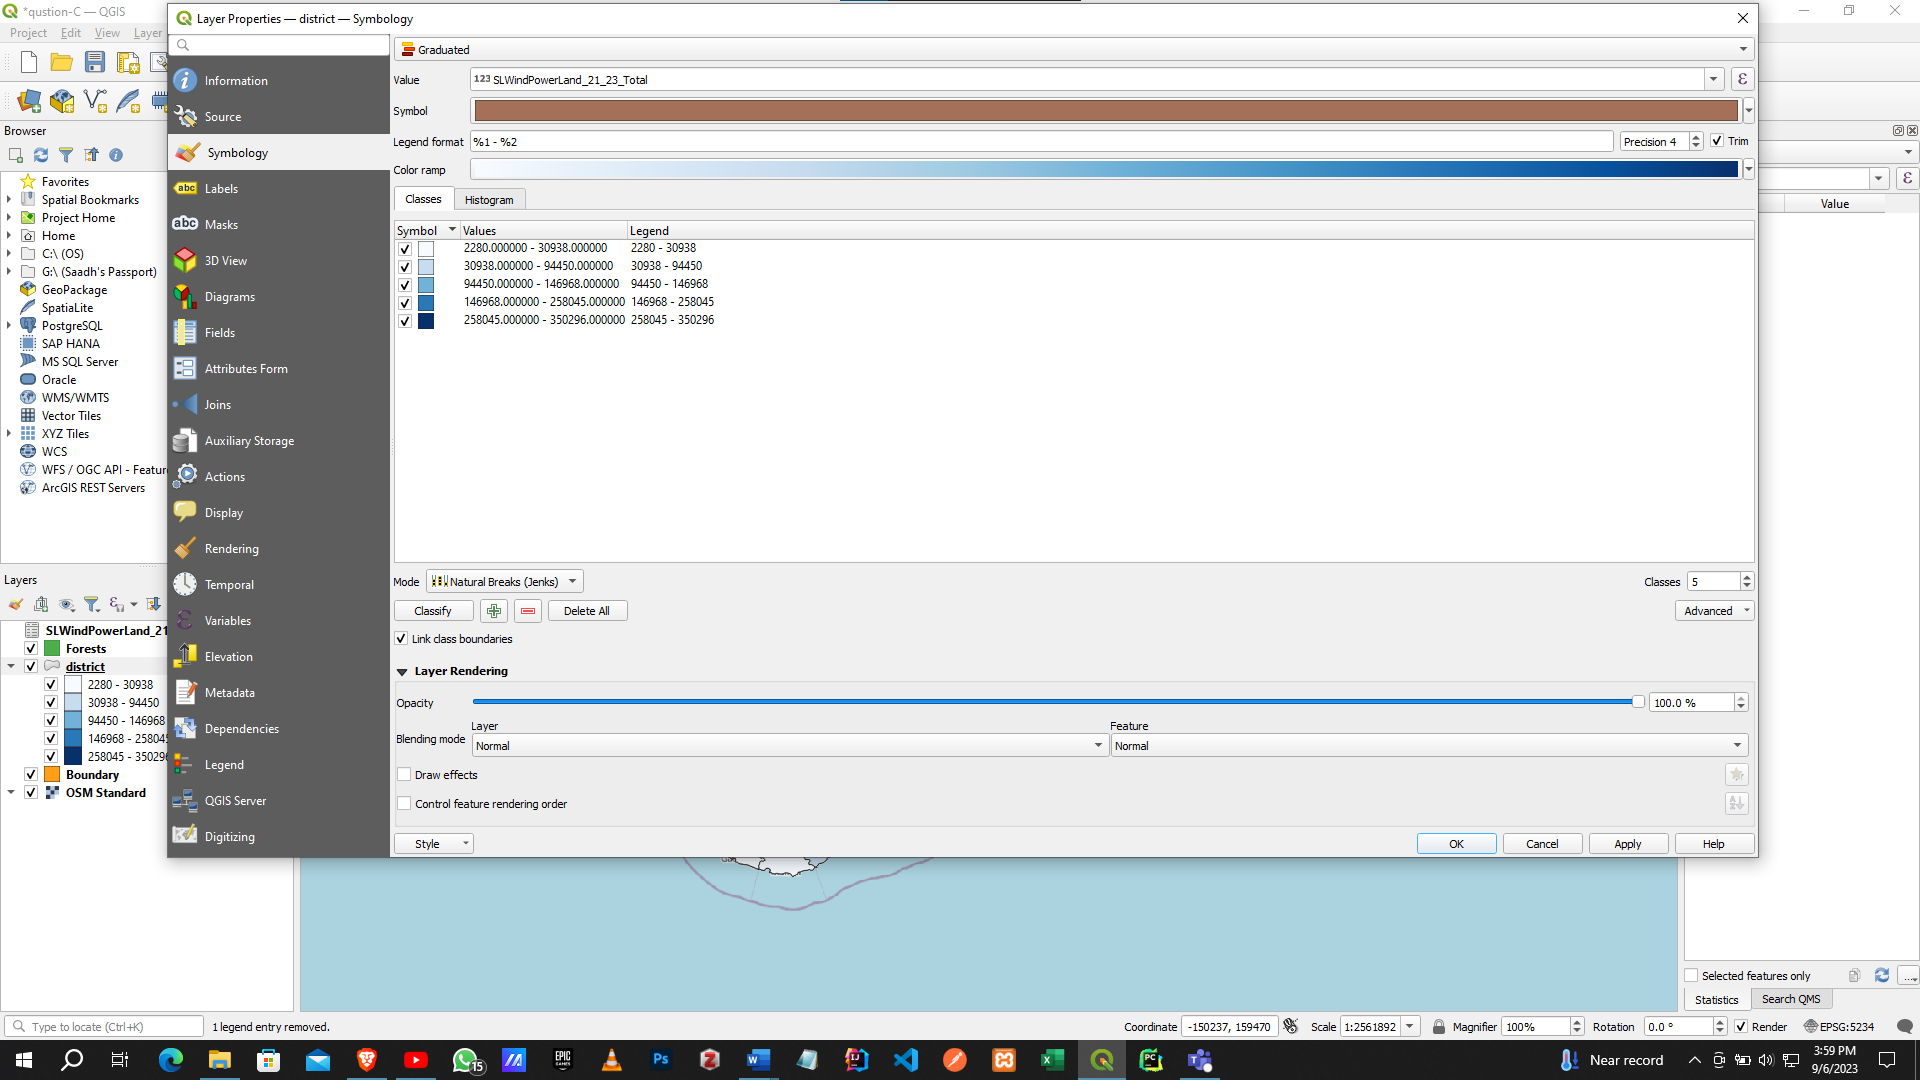 *qustion-C — QGIS
Project Edit View Layer
Layer Properties — district — Symbology
Information
Source
Symbology
Labels
Masks
3D View
Diagrams
Fields
Attributes Form
Joins
Auxiliary Storage
Actions
Display
Rendering
Temporal
Variables
Elevation
Metadata
Dependencies
Legend
QGIS Server
Digitizing
Graduated
Value 123 SLWindPowerLand_21_23_Total ε
Symbol
Legend format %1 - %2 Precision 4 Trim
Color ramp
Classes Histogram
Symbol Values Legend
2280.000000 - 30938.000000 2280 - 30938
30938.000000 - 94450.000000 30938 - 94450
94450.000000 - 146968.000000 94450 - 146968
146968.000000 - 258045.000000 146968 - 258045
258045.000000 - 350296.000000 258045 - 350296
Mode Natural Breaks (Jenks) Classes 5
Classify Delete All Advanced
Link class boundaries
Layer Rendering
Opacity 100.0 %
Layer Feature
Blending mode Normal Normal
Draw effects
Control feature rendering order
Style OK Cancel Apply Help
Browser
Favorites
Spatial Bookmarks
Project Home
Home
C:\ (OS)
G:\ (Saadh's Passport)
GeoPackage
SpatiaLite
PostgreSQL
SAP HANA
MS SQL Server
Oracle
WMS/WMTS
Vector Tiles
XYZ Tiles
WCS
WFS / OGC API - Featur
ArcGIS REST Servers
Layers
SLWindPowerLand_21
Forests
district
2280 - 30938
30938 - 94450
94450 - 146968
146968 - 25804
258045 - 35029
Boundary
OSM Standard
ε
Value
Selected features only
Statistics Search QMS
Type to locate (Ctrl+K) 1 legend entry removed. Coordinate -150237, 159470 Scale 1:2561892 Magnifier 100% Rotation 0.0 ° Render EPSG:5234
15 EPIC GAMES Ps Z W IJ X PC Near record 3:59 PM
9/6/2023